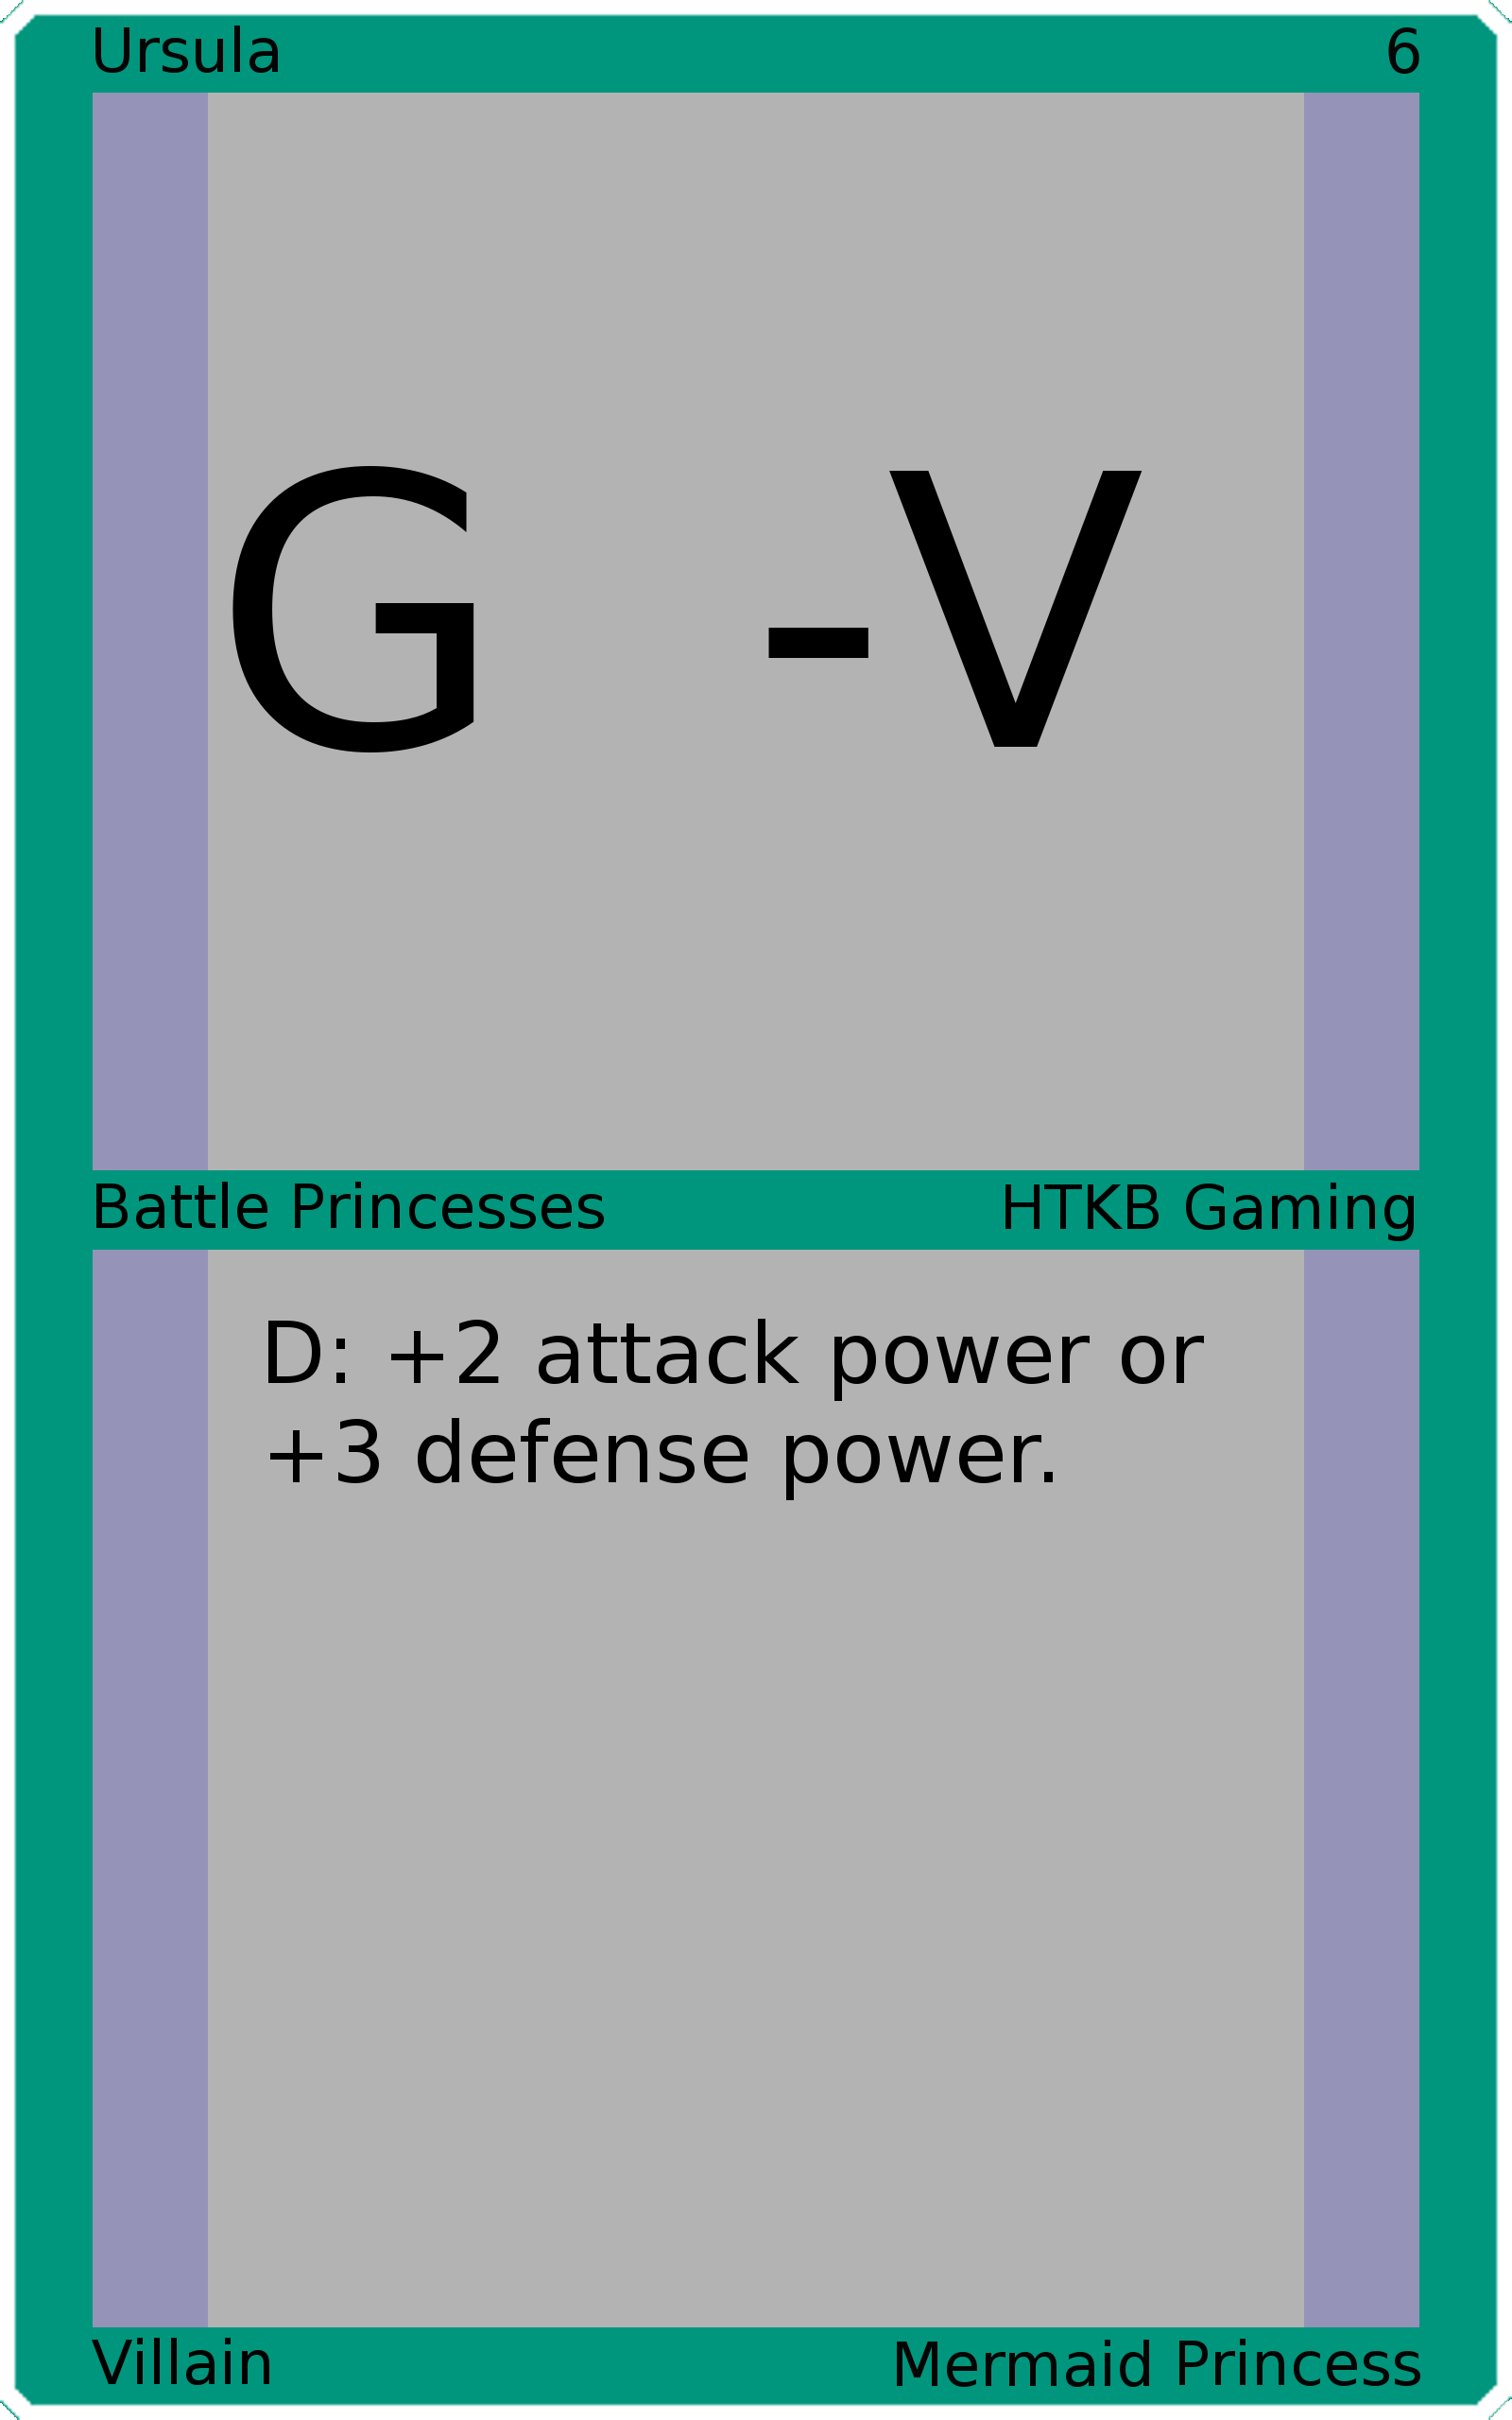 Ursula 6
G -V
Battle Princesses HTKB Gaming
D: +2 attack power or
+3 defense power.
Villain Mermaid Princess